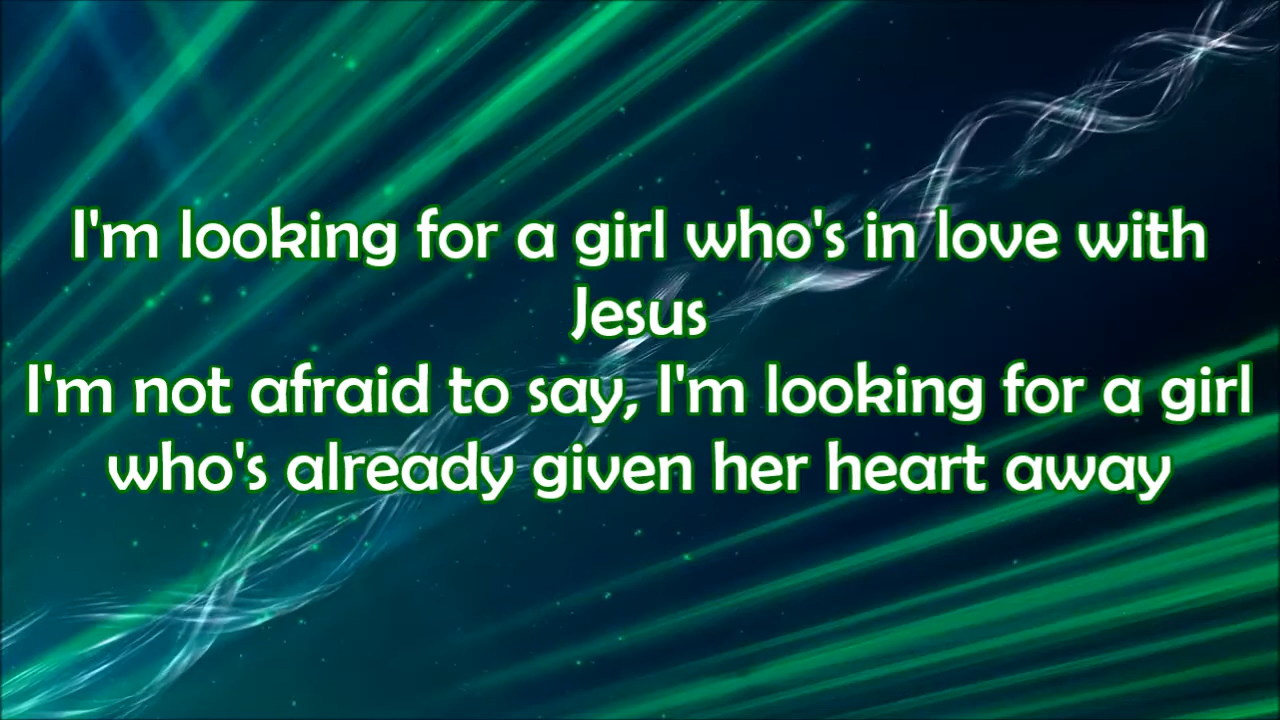 I'm looking for a girl who's in love with
Jesus
I'm not afraid to say, I'm looking for a girl
who's already given her heart away